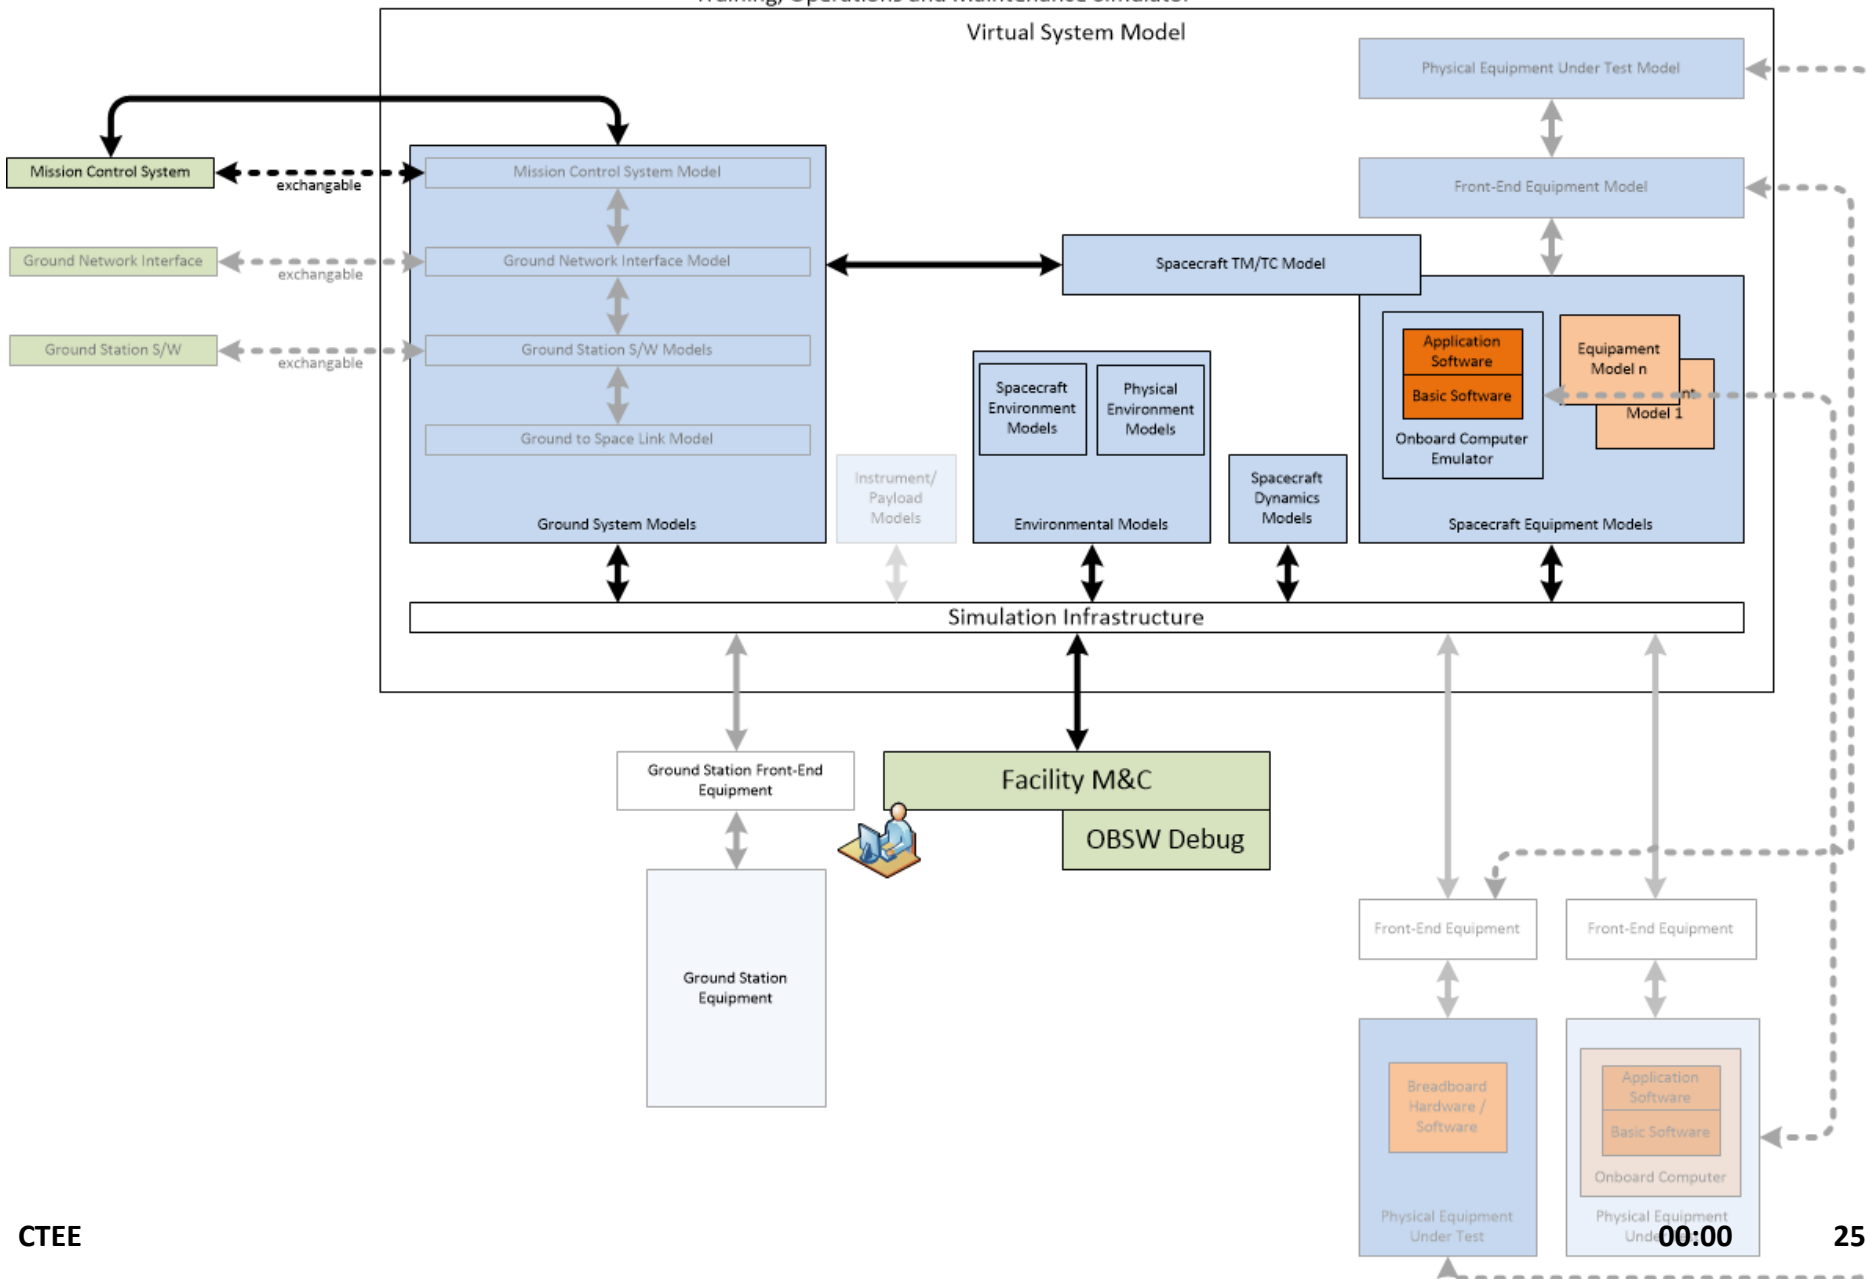 Training, Operations and Maintenance Simulator
Virtual System Model
Physical Equipment Under Test Model
Mission Control System
exchangable
Mission Control System Model
Front-End Equipment Model
Ground Network Interface
exchangable
Ground Network Interface Model
Spacecraft TM/TC Model
Ground Station S/W
exchangable
Ground Station S/W Models
Ground to Space Link Model
Ground System Models
Instrument/
Payload
Models
Spacecraft
Environment
Models
Physical
Environment
Models
Environmental Models
Spacecraft
Dynamics
Models
Application
Software
Basic Software
Onboard Computer
Emulator
Equipament
Model n
nt
Model 1
Spacecraft Equipment Models
Simulation Infrastructure
Ground Station Front-End
Equipment
Facility M&C
OBSW Debug
Ground Station
Equipment
Front-End Equipment
Front-End Equipment
Breadboard
Hardware /
Software
Physical Equipment
Under Test
Application
Software
Basic Software
Onboard Computer
Physical Equipment
Under
CTEE
00:00
25